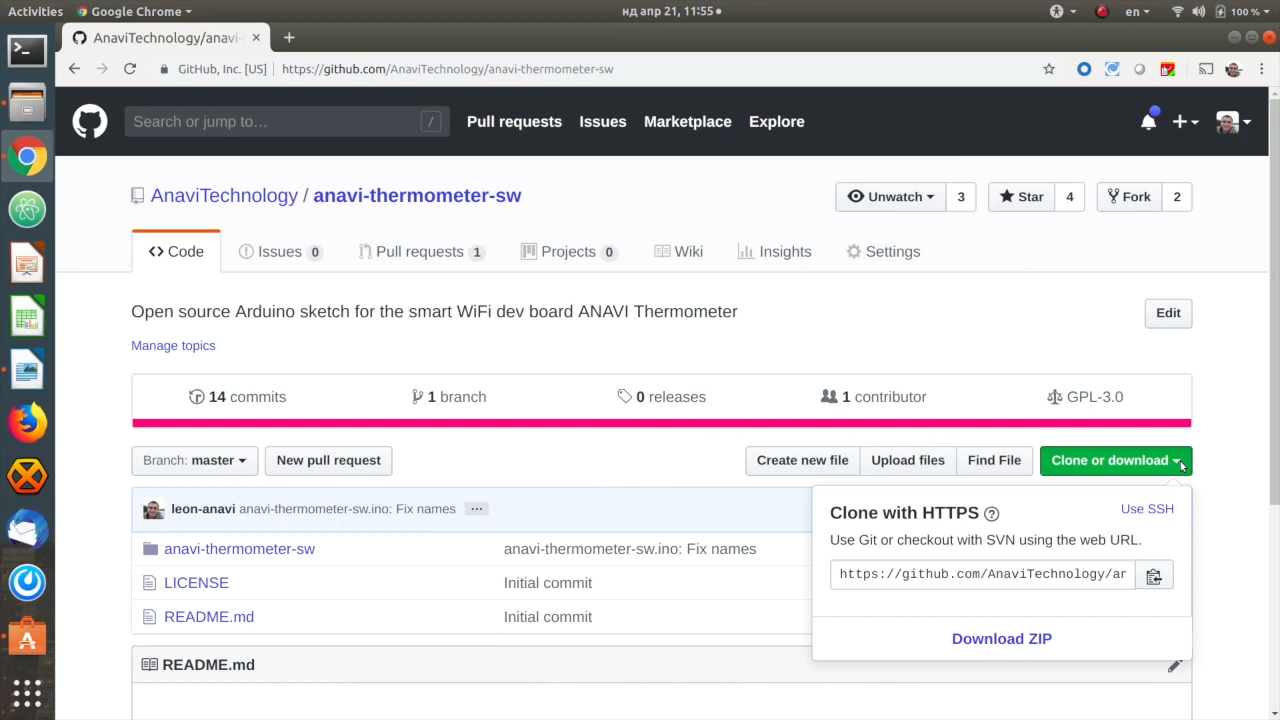 Activities Google Chrome нд апр 21, 11:55 en 100 %
AnaviTechnology/anavi-
GitHub, Inc. [US] https://github.com/AnaviTechnology/anavi-thermometer-sw
Search or jump to… / Pull requests Issues Marketplace Explore
AnaviTechnology / anavi-thermometer-sw Unwatch 3 Star 4 Fork 2
Code Issues 0 Pull requests 1 Projects 0 Wiki Insights Settings
Open source Arduino sketch for the smart WiFi dev board ANAVI Thermometer Edit
Manage topics
14 commits 1 branch 0 releases 1 contributor GPL-3.0
Branch: master New pull request Create new file Upload files Find File Clone or download
leon-anavi anavi-thermometer-sw.ino: Fix names ...
anavi-thermometer-sw anavi-thermometer-sw.ino: Fix names
LICENSE Initial commit
README.md Initial commit
README.md
Clone with HTTPS ? Use SSH
Use Git or checkout with SVN using the web URL.
https://github.com/AnaviTechnology/ar
Download ZIP